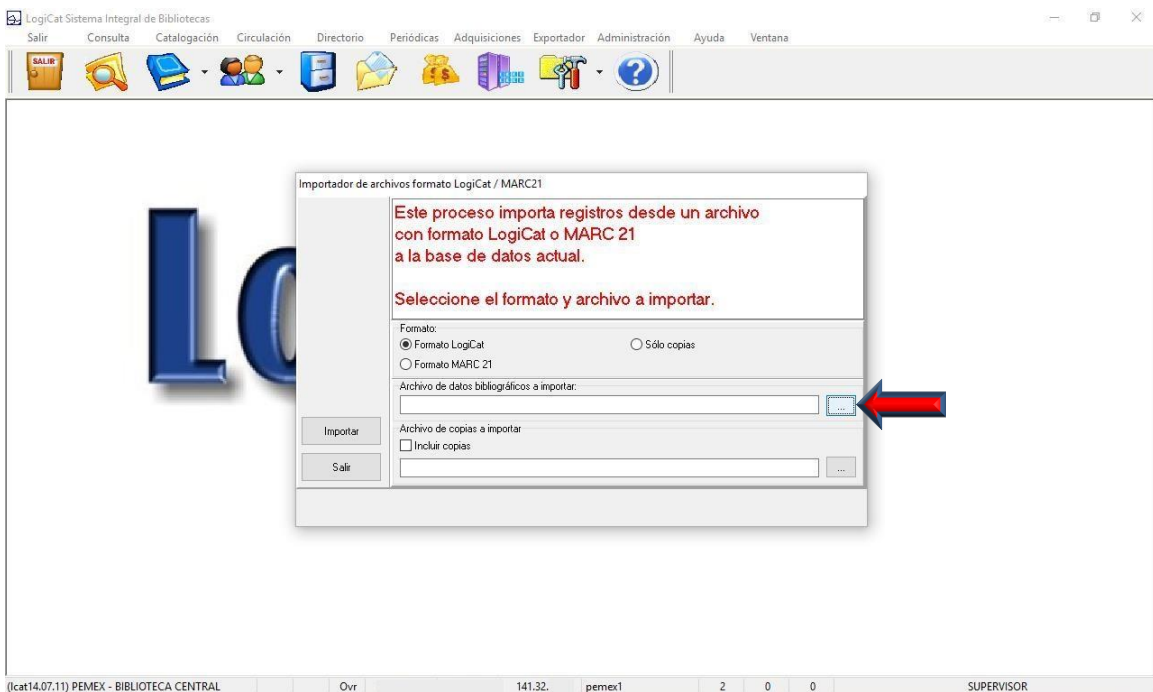 LogiCat Sistema Integral de Bibliotecas
Salir Consulta Catalogación Circulación Directorio Periódicas Adquisiciones Exportador Administración Ayuda Ventana
SALIR
Lo
Importador de archivos formato LogiCat / MARC21
Este proceso importa registros desde un archivo
con formato LogiCat o MARC 21
a la base de datos actual.
Seleccione el formato y archivo a importar.
Formato:
Formato LogiCat Sólo copias
Formato MARC 21
Archivo de datos bibliográficos a importar:
...
Importar
Archivo de copias a importar
Incluir copias
Salir
...
(lcat14.07.11) PEMEX - BIBLIOTECA CENTRAL Ovr 141.32. pemex1 2 0 0 SUPERVISOR